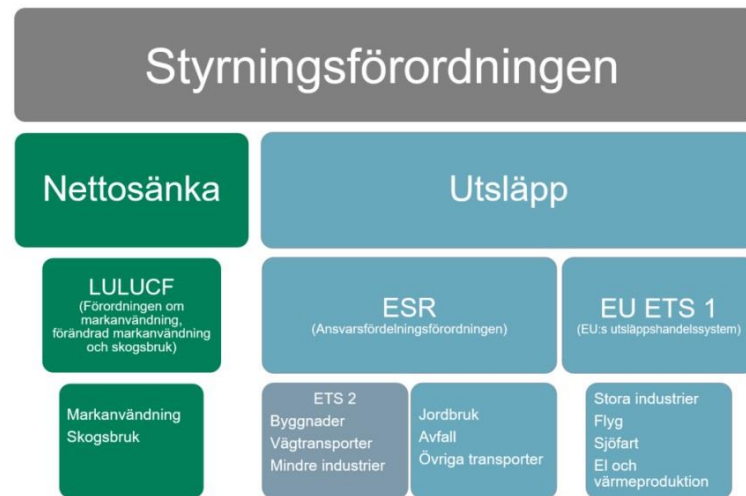 Styrningsförordningen
Nettosänka
Utsläpp
LULUCF
(Förordningen om
markanvändning,
förändrad markanvändning
och skogsbruk)
ESR
(Ansvarsfördelningsförordningen)
EU ETS 1
(EU:s utsläppshandelssystem)
Markanvändning
Skogsbruk
ETS 2
Byggnader
Vägtransporter
Mindre industrier
Jordbruk
Avfall
Övriga transporter
Stora industrier
Flyg
Sjöfart
El och
värmeproduktion